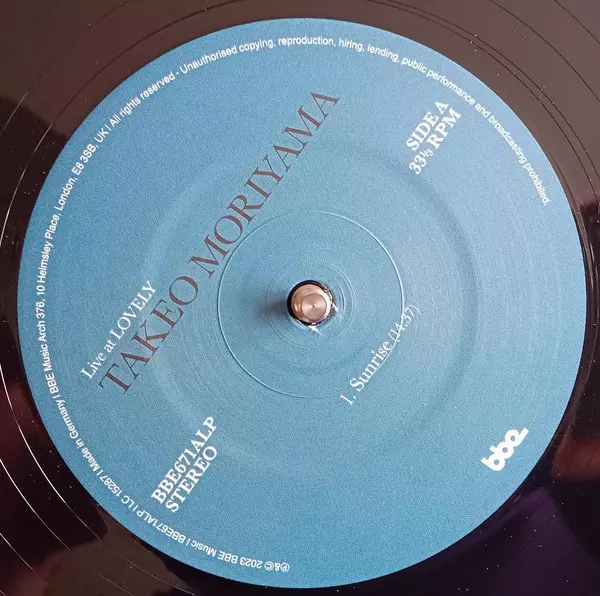 Live at LOVELY
TAKEO MORIYAMA
SIDE A
33⅓ RPM
BBE671ALP
STEREO
1. Sunrise (14:37)
bbe
℗&© 2023 BBE Music | BBE671ALP | LC 15287 | Made in Germany | BBE Music Arch 376, 10 Helmsley Place, London, E8 3SB, UK | All rights reserved - Unauthorised copying, reproduction, hiring, lending, public performance and broadcasting prohibited.